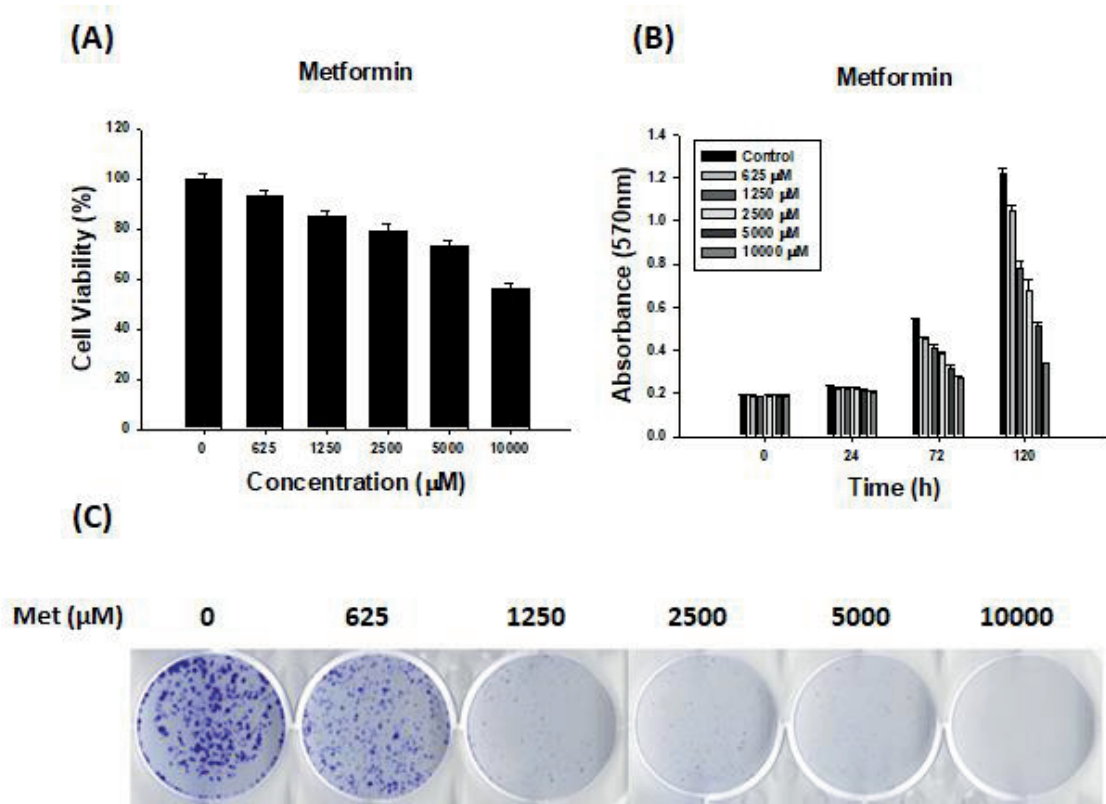 (A)
Metformin
Cell Viability (%)
120
100
80
60
40
20
0
0 625 1250 2500 5000 10000
Concentration (μM)
(B)
Metformin
Absorbance (570nm)
1.4
1.2
1.0
0.8
0.6
0.4
0.2
0.0
Control
625 μM
1250 μM
2500 μM
5000 μM
10000 μM
0 24 72 120
Time (h)
(C)
Met (μM) 0 625 1250 2500 5000 10000